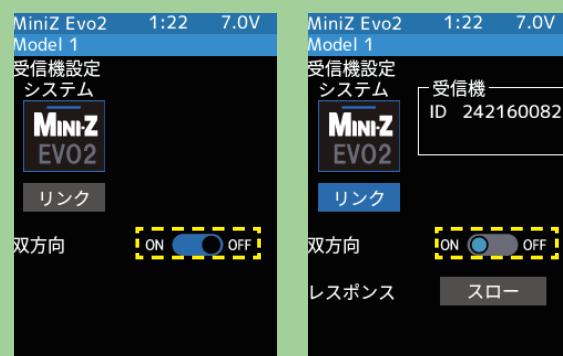 MiniZ Evo2 1:22 7.0V
Model 1
受信機設定
システム
MINI-Z
EVO2
リンク
双方向 ON OFF
MiniZ Evo2 1:22 7.0V
Model 1
受信機設定
システム
受信機
ID 242160082
MINI-Z
EVO2
リンク
双方向 ON OFF
レスポンス スロー